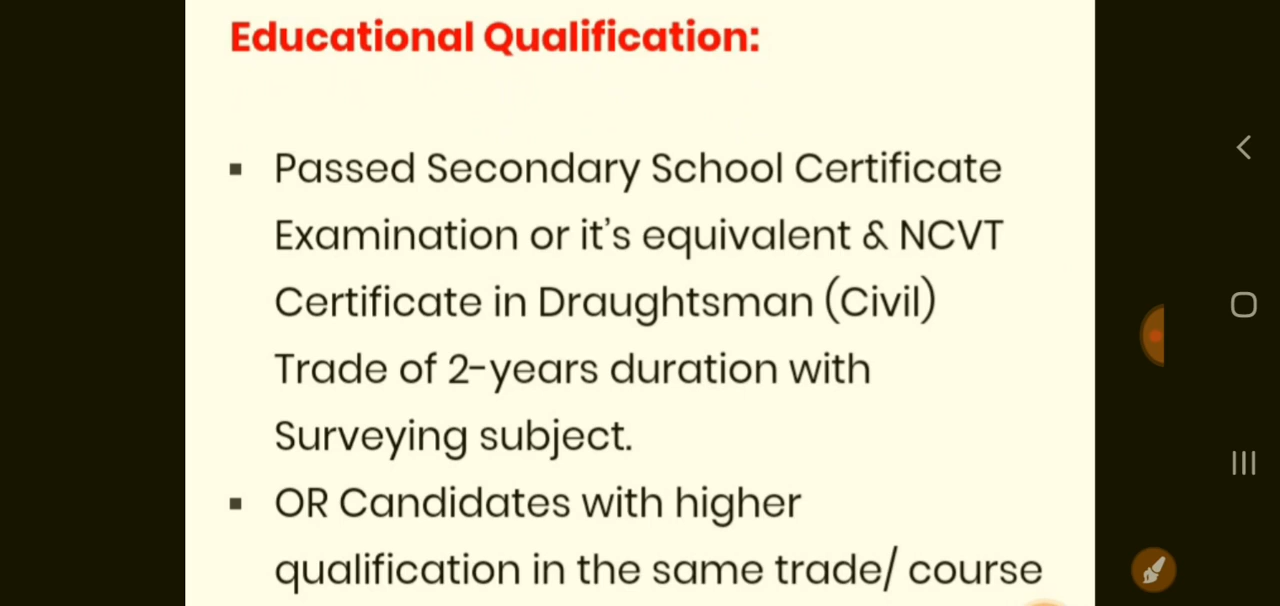 Educational Qualification:
▪ Passed Secondary School Certificate
Examination or it's equivalent & NCVT
Certificate in Draughtsman (Civil)
Trade of 2-years duration with
Surveying subject.
▪ OR Candidates with higher
qualification in the same trade/ course